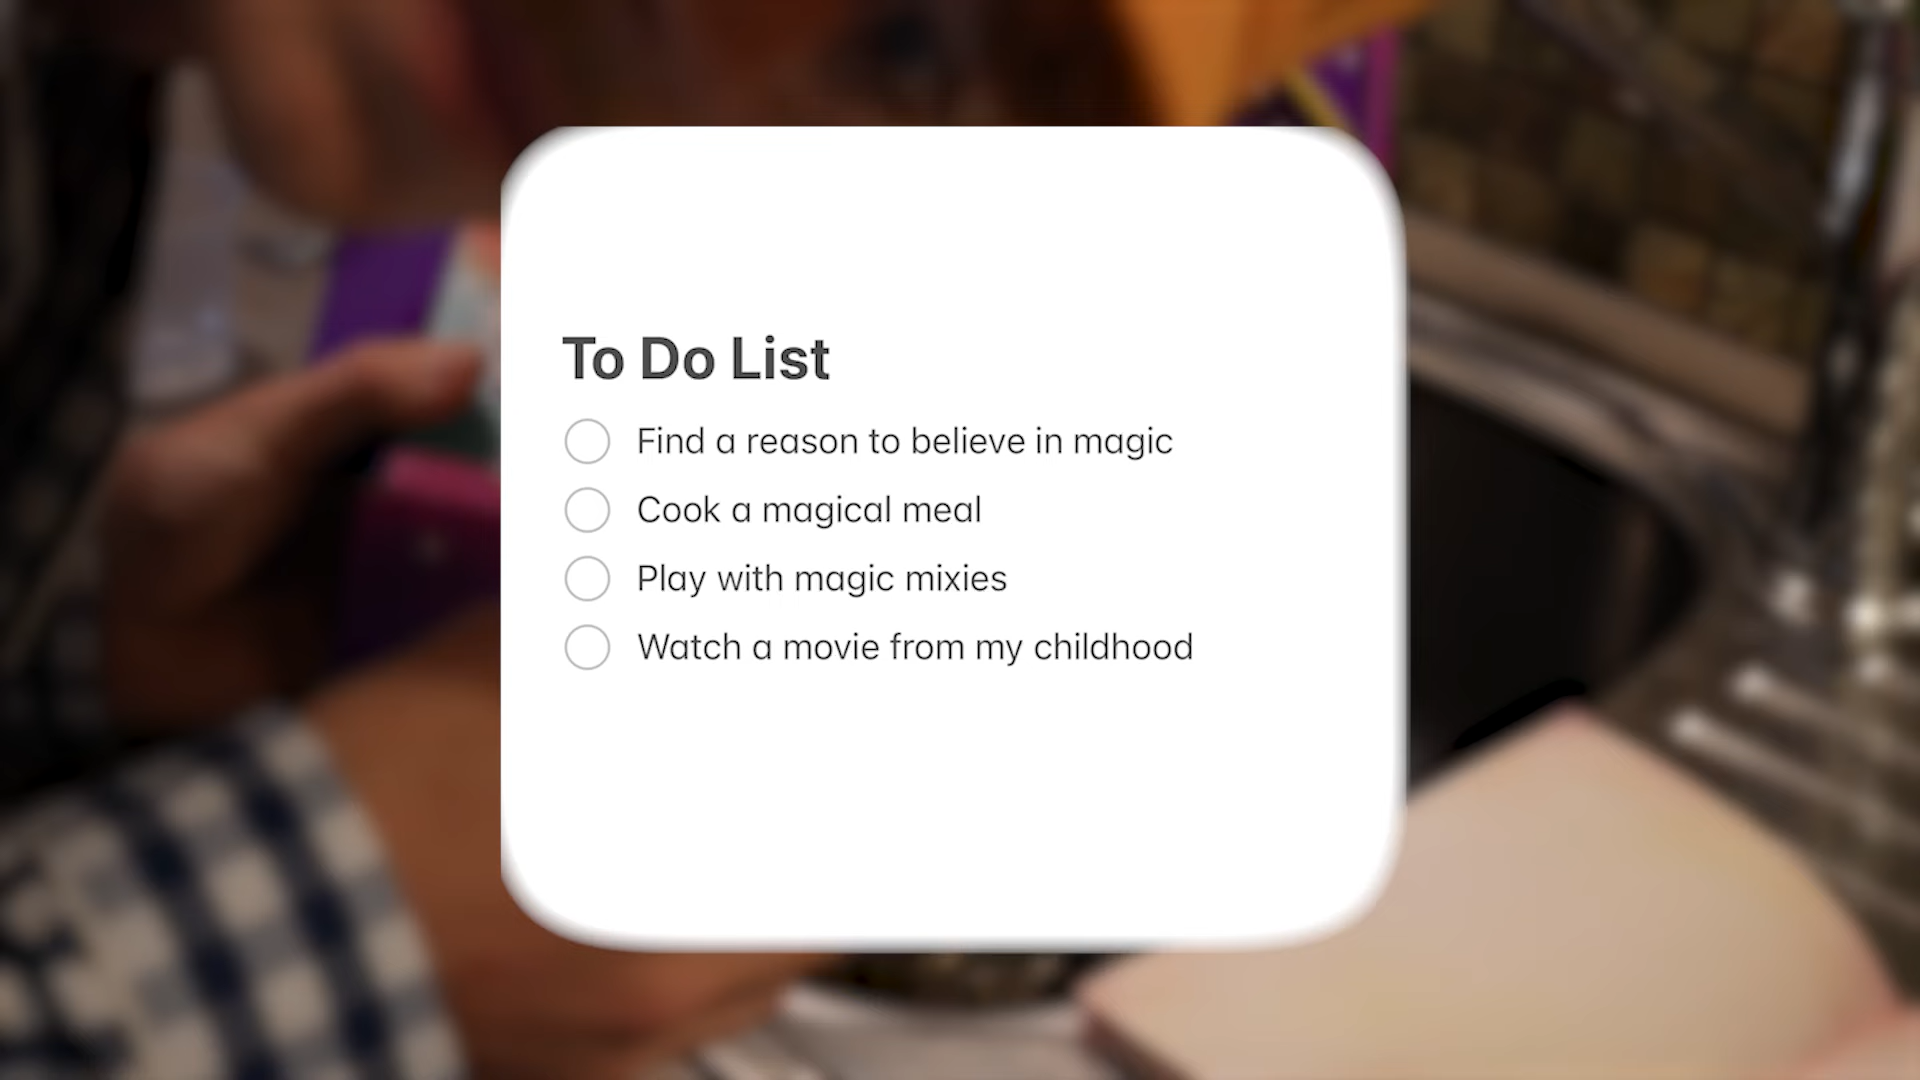 To Do List
Find a reason to believe in magic
Cook a magical meal
Play with magic mixies
Watch a movie from my childhood